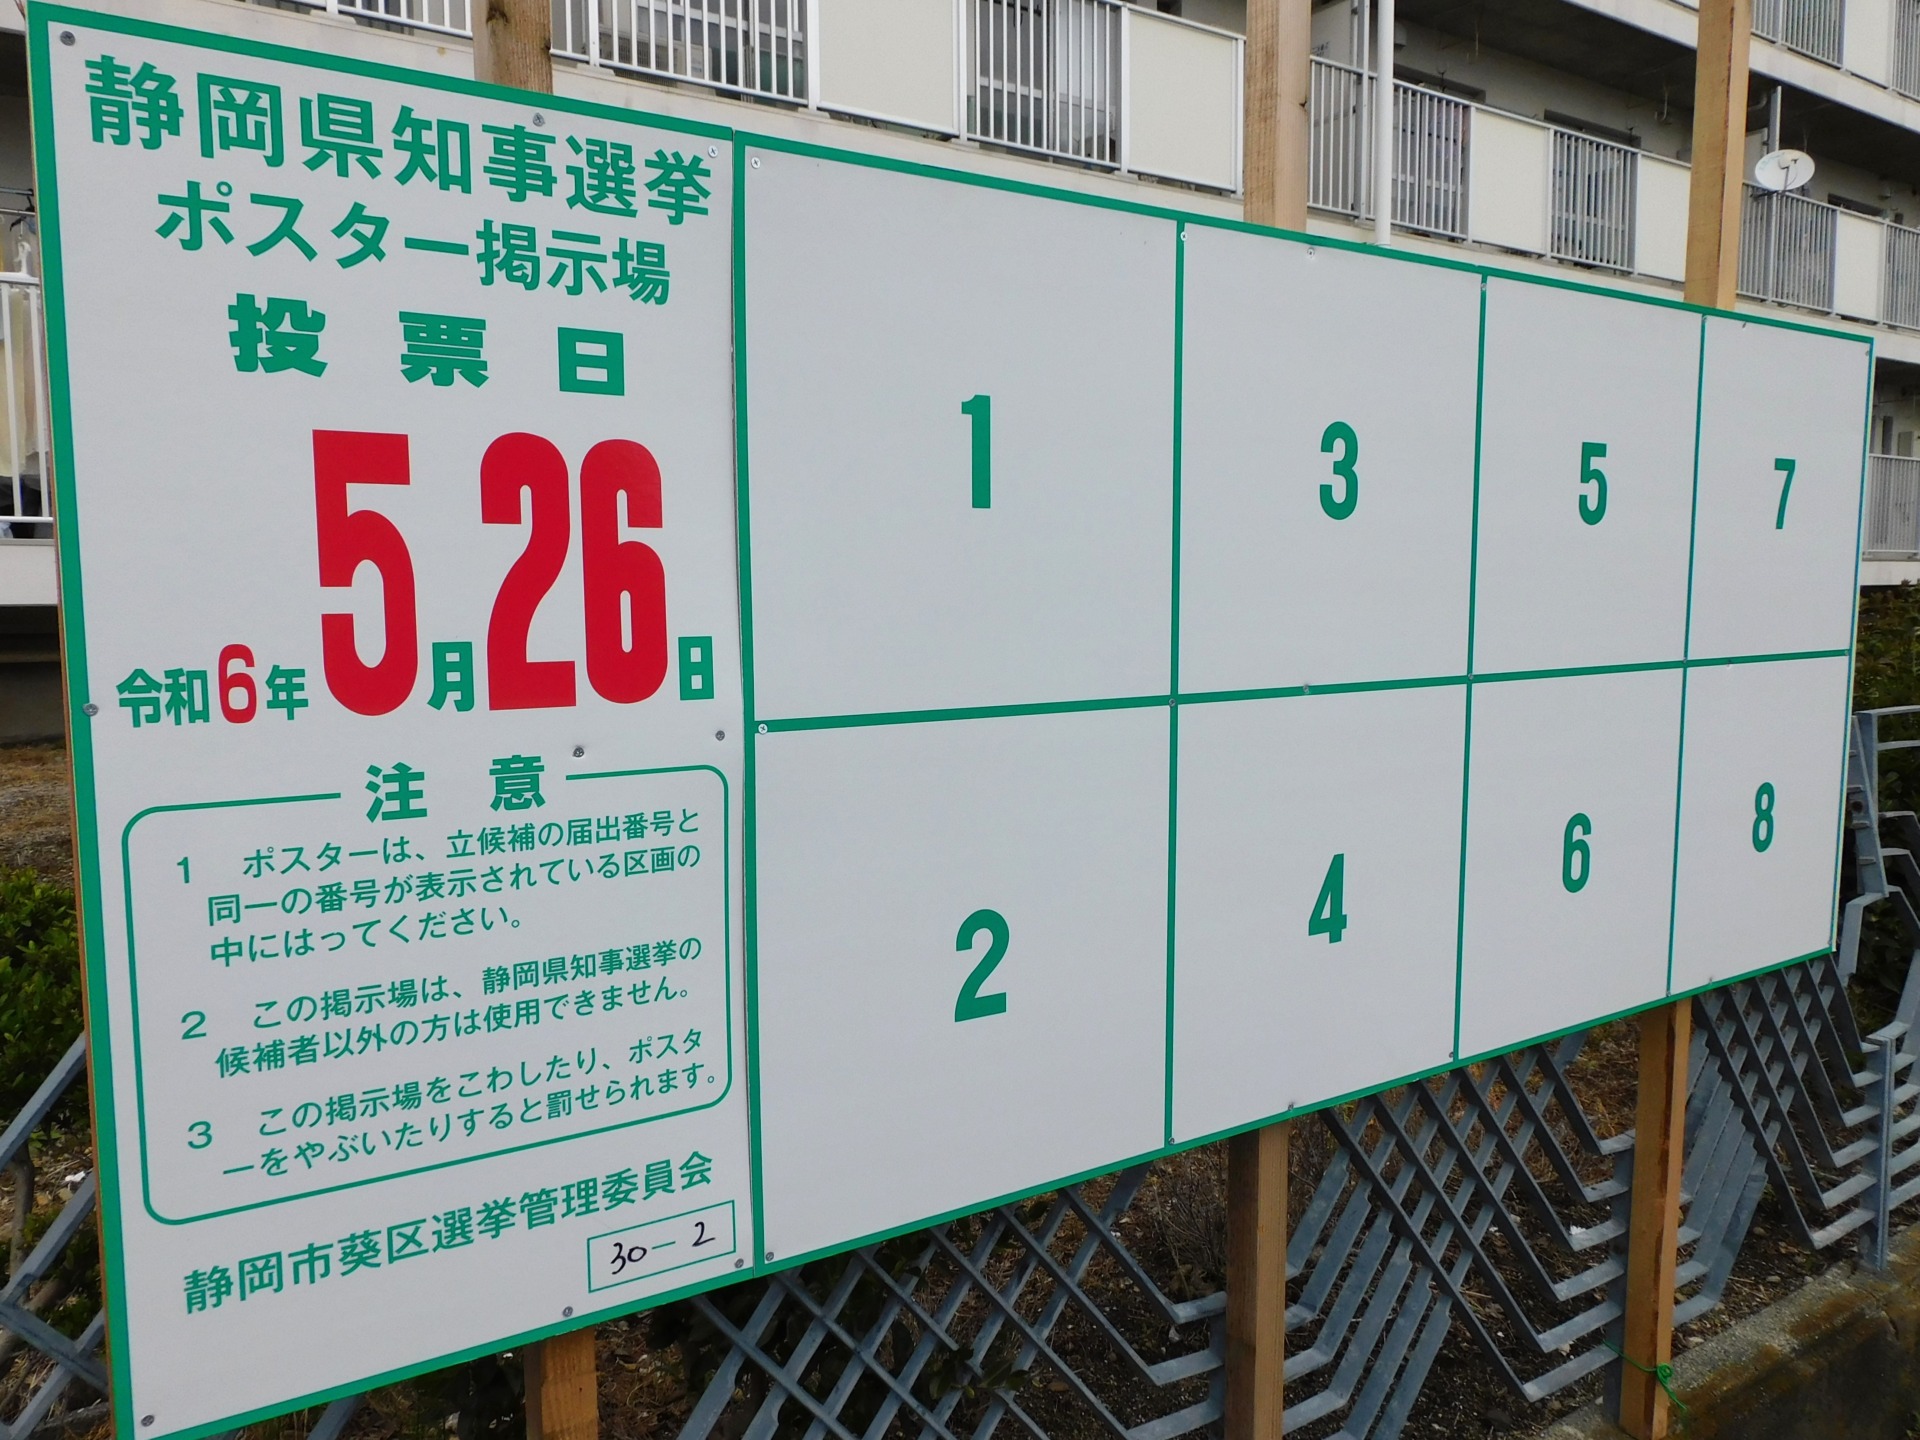 静岡県知事選挙
ポスター掲示場
投票日
令和6年5月26日
注意
1 ポスターは、立候補の届出番号と
同一の番号が表示されている区画の
中にはってください。
2 この掲示場は、静岡県知事選挙の
候補者以外の方は使用できません。
3 この掲示場をこわしたり、ポスタ
ーをやぶいたりすると罰せられます。
静岡市葵区選挙管理委員会
30-2
1
3
5
7
2
4
6
8